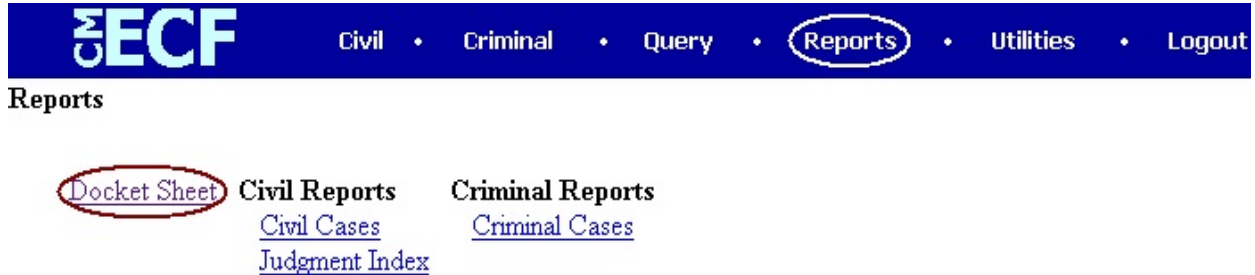 CM ECF Civil • Criminal • Query • Reports • Utilities • Logout
Reports
Docket Sheet Civil Reports Criminal Reports
Civil Cases Criminal Cases
Judgment Index